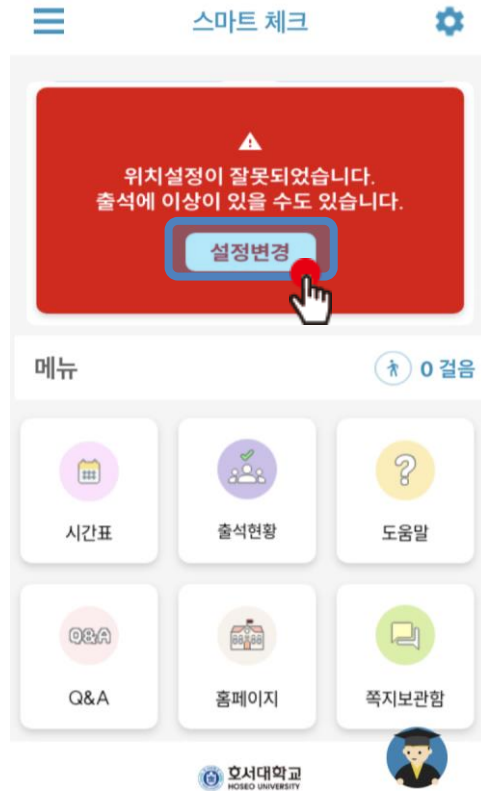 스마트 체크
위치설정이 잘못되었습니다.
출석에 이상이 있을 수도 있습니다.
설정변경
메뉴
0 걸음
시간표
출석현황
도움말
Q&A
Q&A
홈페이지
쪽지보관함
호서대학교
HOSEO UNIVERSITY